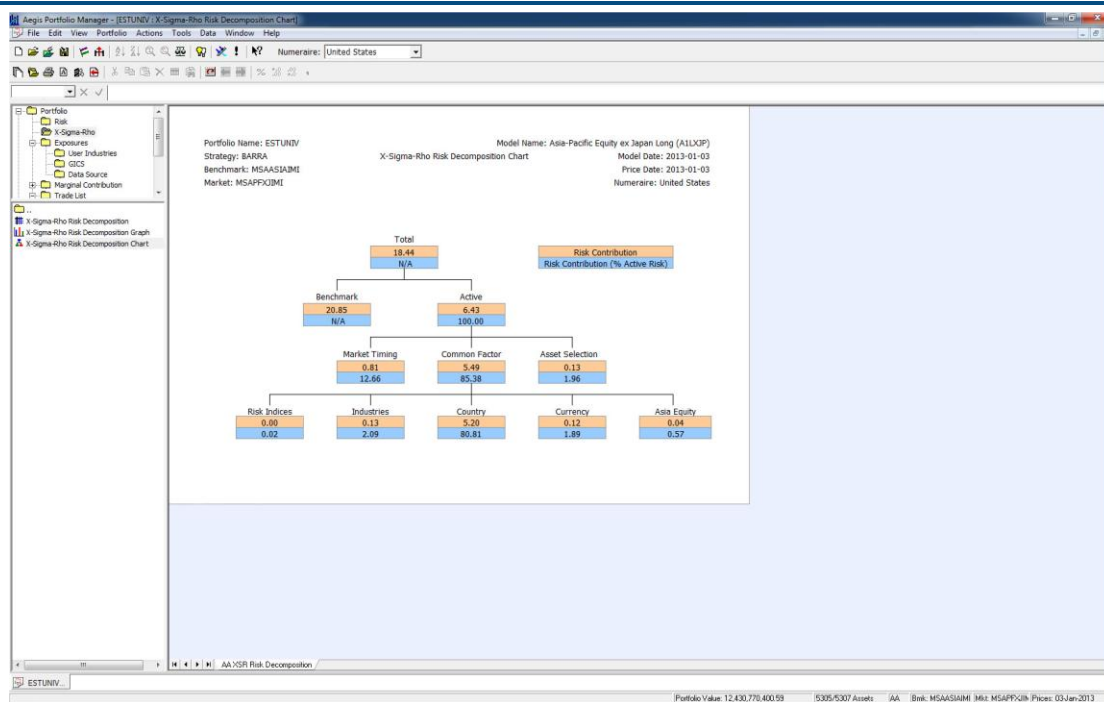 Aegis Portfolio Manager - [ESTUNIV : X-Sigma-Rho Risk Decomposition Chart]
File Edit View Portfolio Actions Tools Data Window Help
Numeraire: United States
Portfolio
Risk
X-Sigma-Rho
Exposures
User Industries
GICS
Data Source
Marginal Contribution
Trade List
..
X-Sigma-Rho Risk Decomposition
X-Sigma-Rho Risk Decomposition Graph
X-Sigma-Rho Risk Decomposition Chart
Portfolio Name: ESTUNIV Model Name: Asia-Pacific Equity ex Japan Long (A1LXJP)
Strategy: BARRA X-Sigma-Rho Risk Decomposition Chart Model Date: 2013-01-03
Benchmark: MSAASIAIMI Price Date: 2013-01-03
Market: MSAPFXJIMI Numeraire: United States
Total
18.44 Risk Contribution
N/A Risk Contribution (% Active Risk)
Benchmark Active
20.85 6.43
N/A 100.00
Market Timing Common Factor Asset Selection
0.81 5.49 0.13
12.66 85.38 1.96
Risk Indices Industries Country Currency Asia Equity
0.00 0.13 5.20 0.12 0.04
0.02 2.09 80.81 1.89 0.57
AA XSR Risk Decomposition
ESTUNIV...
Portfolio Value: 12,430,770,400.59 5305/5307 Assets AA Bmk: MSAASIAIMI Mkt: MSAPFXJIM Prices: 03-Jan-2013